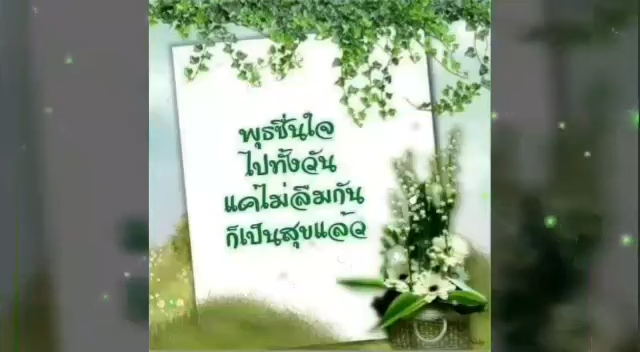 พุธชื่นใจ
ไปทั้งวัน
แค่ไม่ลืมกัน
ก็เป็นสุขแล้ว